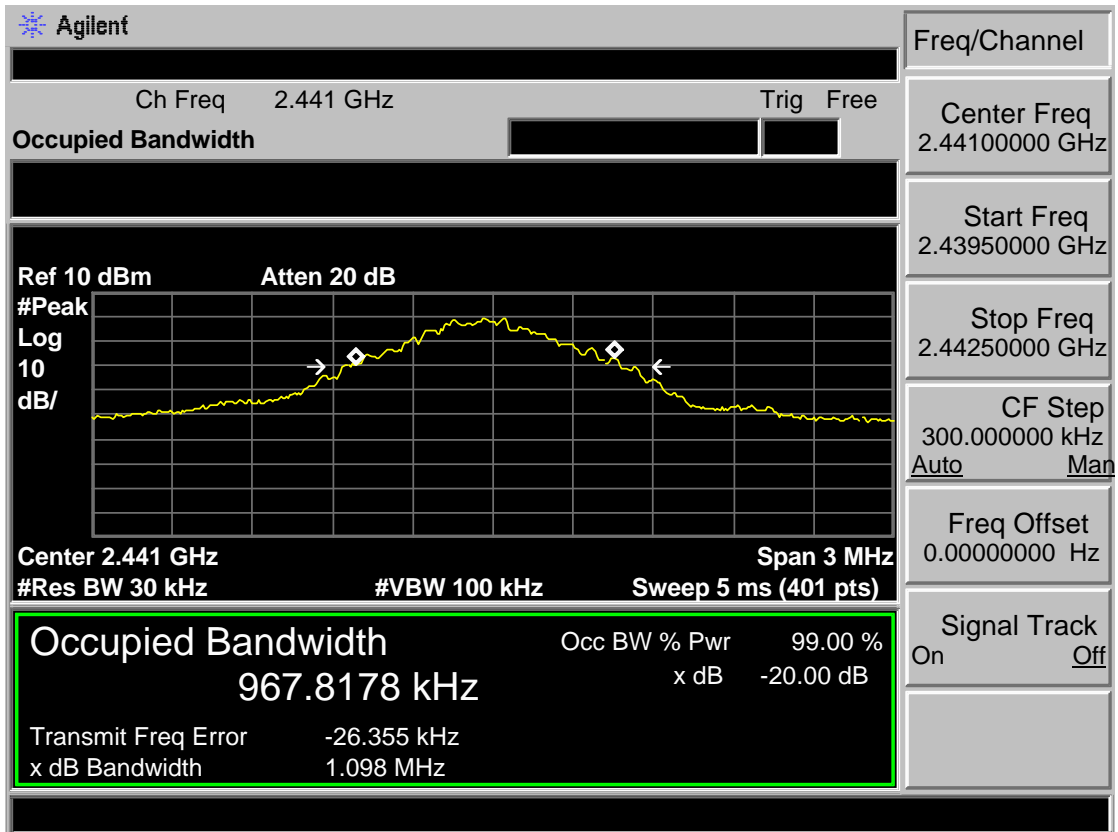 Agilent
Freq/Channel
Ch Freq 2.441 GHz Trig Free
Occupied Bandwidth
Center Freq
2.44100000 GHz
Start Freq
2.43950000 GHz
Stop Freq
2.44250000 GHz
CF Step
300.000000 kHz
Auto Man
Freq Offset
0.00000000 Hz
Signal Track
On Off
Ref 10 dBm Atten 20 dB
#Peak
Log
10
dB/
Center 2.441 GHz Span 3 MHz
#Res BW 30 kHz #VBW 100 kHz Sweep 5 ms (401 pts)
Occupied Bandwidth
967.8178 kHz
Occ BW % Pwr 99.00 %
x dB -20.00 dB
Transmit Freq Error -26.355 kHz
x dB Bandwidth 1.098 MHz